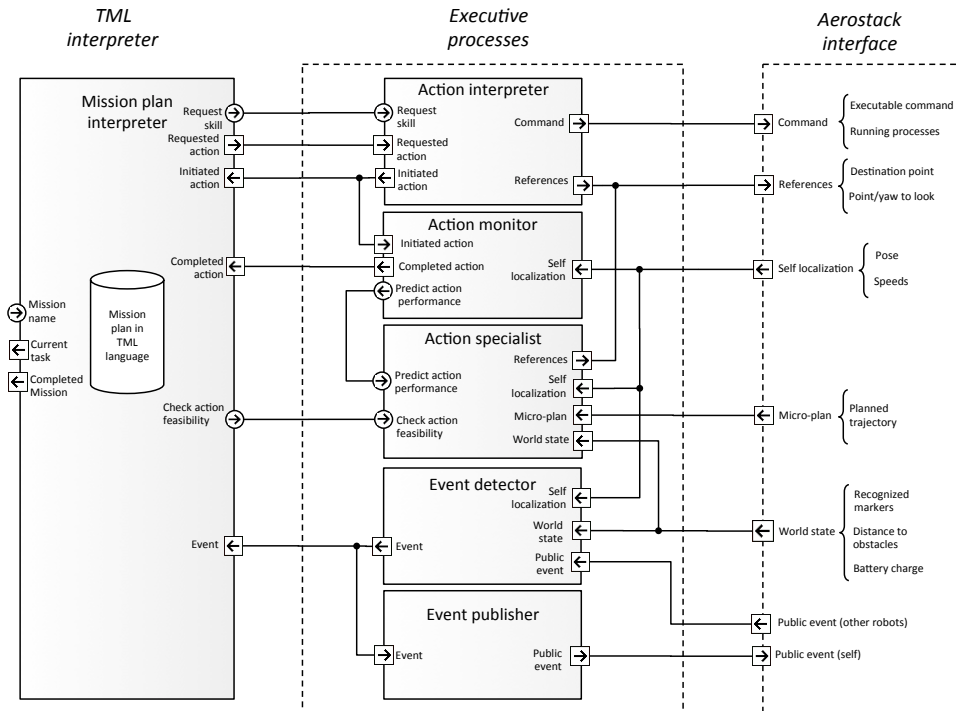 TML
interpreter
Executive
processes
Aerostack
interface
Mission plan
interpreter
Request
skill
Requested
action
Initiated
action
Completed
action
Mission
name
Current
task
Completed
Mission
Mission
plan in
TML
language
Check action
feasibility
Event
Action interpreter
Request
skill
Requested
action
Initiated
action
Command
References
Action monitor
Initiated action
Completed action
Predict action
performance
Self
localization
Action specialist
References
Self
localization
Micro-plan
World state
Predict action
performance
Check action
feasibility
Event detector
Self
localization
World
state
Public
event
Event
Event publisher
Event
Public
event
Command
Executable command
Running processes
References
Destination point
Point/yaw to look
Self localization
Pose
Speeds
Micro-plan
Planned
trajectory
World state
Recognized
markers
Distance to
obstacles
Battery charge
Public event (other robots)
Public event (self)